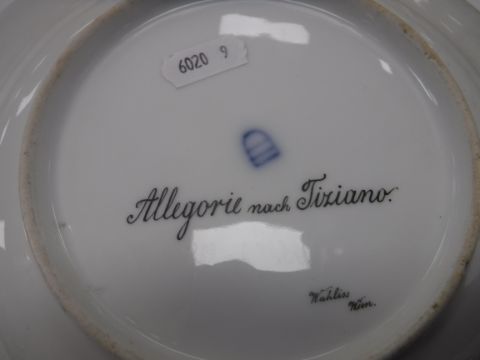 6020 9
Allegorie nach Tiziano.
Wahliss
Wien.